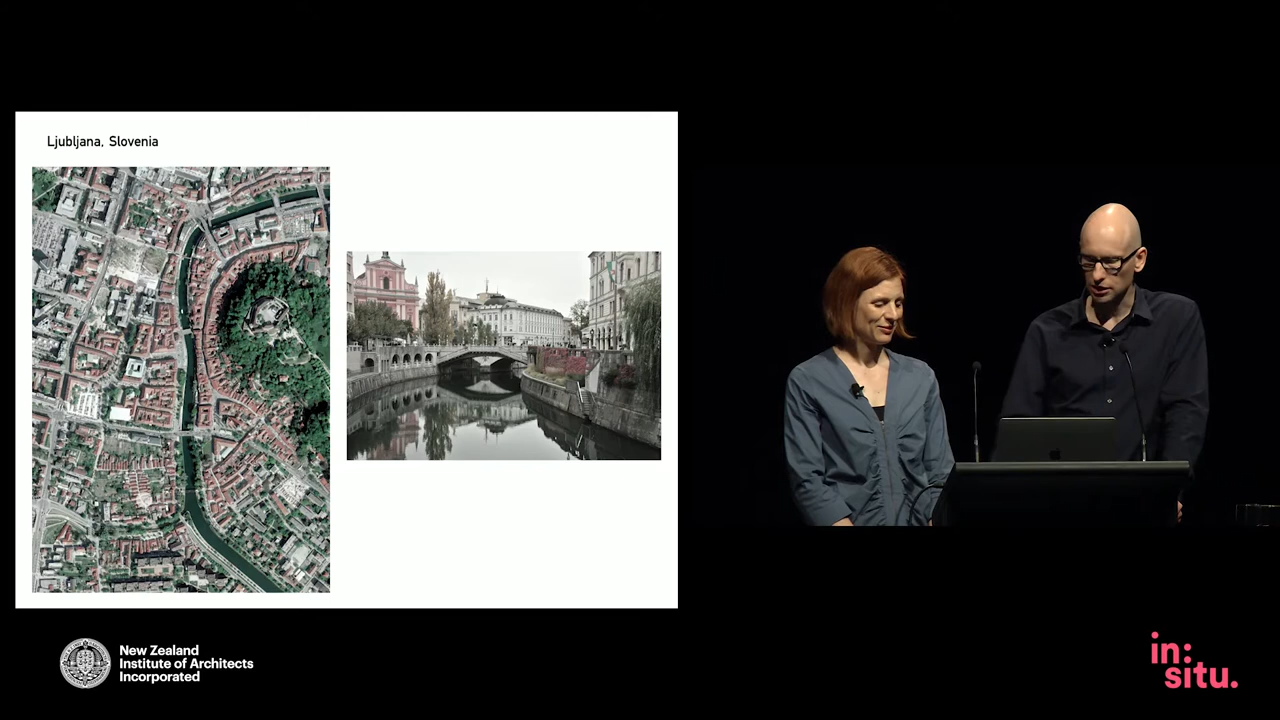 Ljubljana, Slovenia
New Zealand
Institute of Architects
Incorporated
in:
situ.